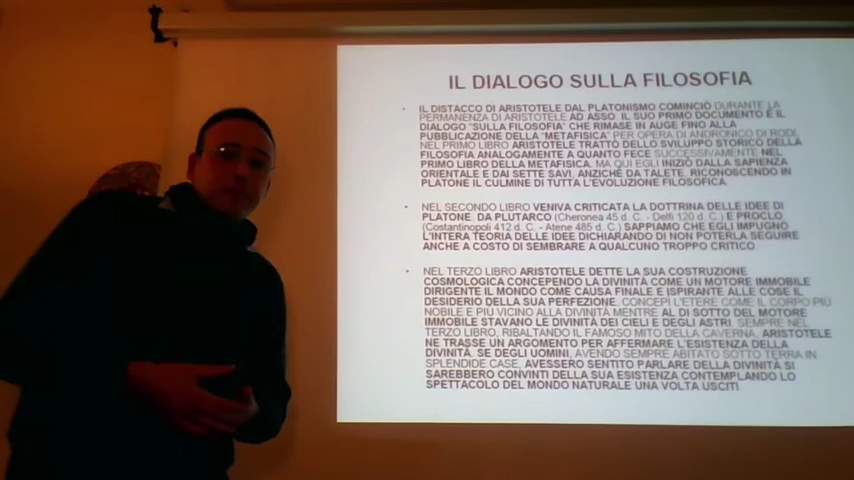 IL DIALOGO SULLA FILOSOFIA
• IL DISTACCO DI ARISTOTELE DAL PLATONISMO COMINCIÒ DURANTE LA
PERMANENZA DI ARISTOTELE AD ASSO. IL SUO PRIMO DOCUMENTO È IL
DIALOGO "SULLA FILOSOFIA" CHE RIMASE IN AUGE FINO ALLA
PUBBLICAZIONE DELLA "METAFISICA" PER OPERA DI ANDRONICO DI RODI.
NEL PRIMO LIBRO ARISTOTELE TRATTÒ DELLO SVILUPPO STORICO DELLA
FILOSOFIA ANALOGAMENTE A QUANTO FECE SUCCESSIVAMENTE NEL
PRIMO LIBRO DELLA METAFISICA, MA QUI EGLI INIZIÒ DALLA SAPIENZA
ORIENTALE E DAI SETTE SAVI, ANZICHÉ DA TALETE, RICONOSCENDO IN
PLATONE IL CULMINE DI TUTTA L'EVOLUZIONE FILOSOFICA.
• NEL SECONDO LIBRO VENIVA CRITICATA LA DOTTRINA DELLE IDEE DI
PLATONE. DA PLUTARCO (Cheronea 45 d. C. - Delfi 120 d. C.) E PROCLO
(Costantinopoli 412 d. C. - Atene 485 d. C.) SAPPIAMO CHE EGLI IMPUGNÒ
L'INTERA TEORIA DELLE IDEE DICHIARANDO DI NON POTERLA SEGUIRE
ANCHE A COSTO DI SEMBRARE A QUALCUNO TROPPO CRITICO
• NEL TERZO LIBRO ARISTOTELE DETTE LA SUA COSTRUZIONE
COSMOLOGICA CONCEPENDO LA DIVINITÀ COME UN MOTORE IMMOBILE
DIRIGENTE IL MONDO COME CAUSA FINALE E ISPIRANTE ALLE COSE IL
DESIDERIO DELLA SUA PERFEZIONE. CONCEPÌ L'ETERE COME IL CORPO PIÙ
NOBILE E PIÙ VICINO ALLA DIVINITÀ MENTRE AL DI SOTTO DEL MOTORE
IMMOBILE STAVANO LE DIVINITÀ DEI CIELI E DEGLI ASTRI. SEMPRE NEL
TERZO LIBRO, RIBALTANDO IL FAMOSO MITO DELLA CAVERNA, ARISTOTELE
NE TRASSE UN ARGOMENTO PER AFFERMARE L'ESISTENZA DELLA
DIVINITÀ. SE DEGLI UOMINI, AVENDO SEMPRE ABITATO SOTTO TERRA IN
SPLENDIDE CASE, AVESSERO SENTITO PARLARE DELLA DIVINITÀ SI
SAREBBERO CONVINTI DELLA SUA ESISTENZA CONTEMPLANDO LO
SPETTACOLO DEL MONDO NATURALE UNA VOLTA USCITI